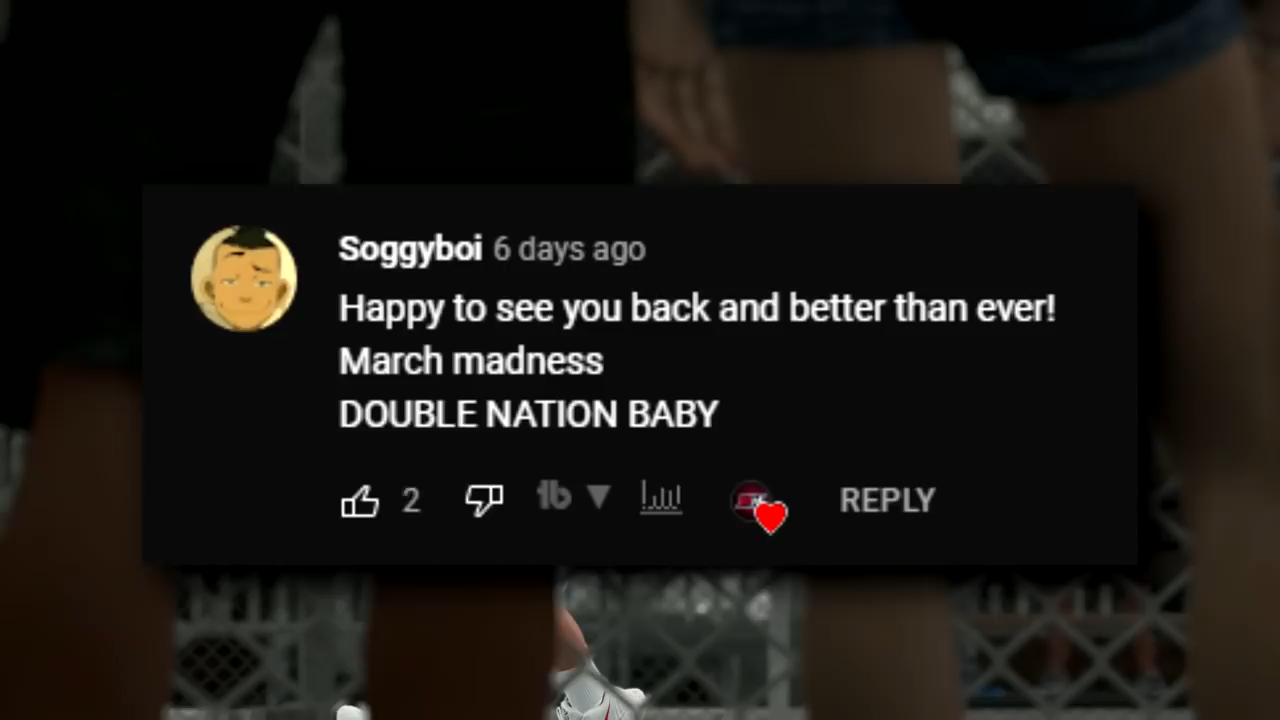 Soggyboi 6 days ago
Happy to see you back and better than ever!
March madness
DOUBLE NATION BABY
2 tb REPLY